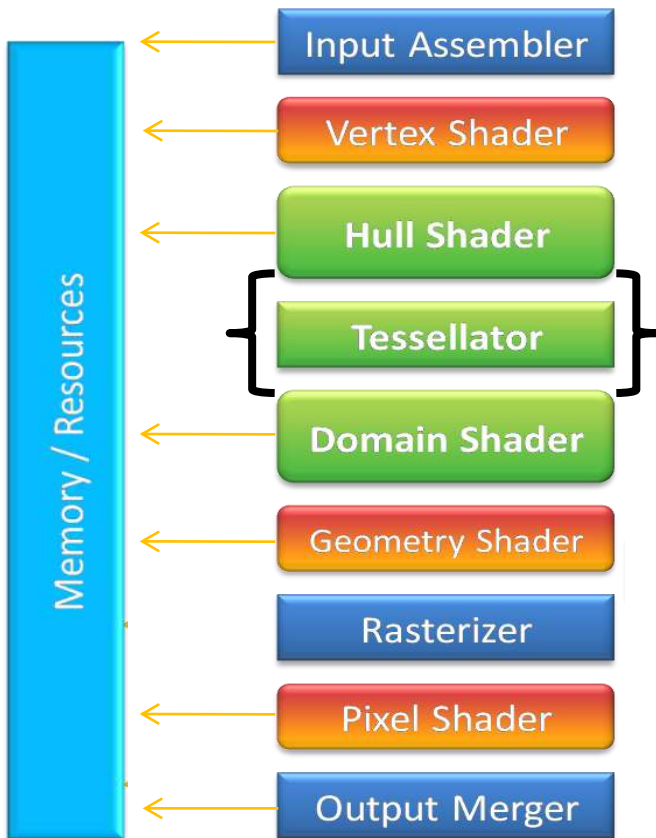 Memory / Resources
Input Assembler
Vertex Shader
Hull Shader
Tessellator
Domain Shader
Geometry Shader
Rasterizer
Pixel Shader
Output Merger